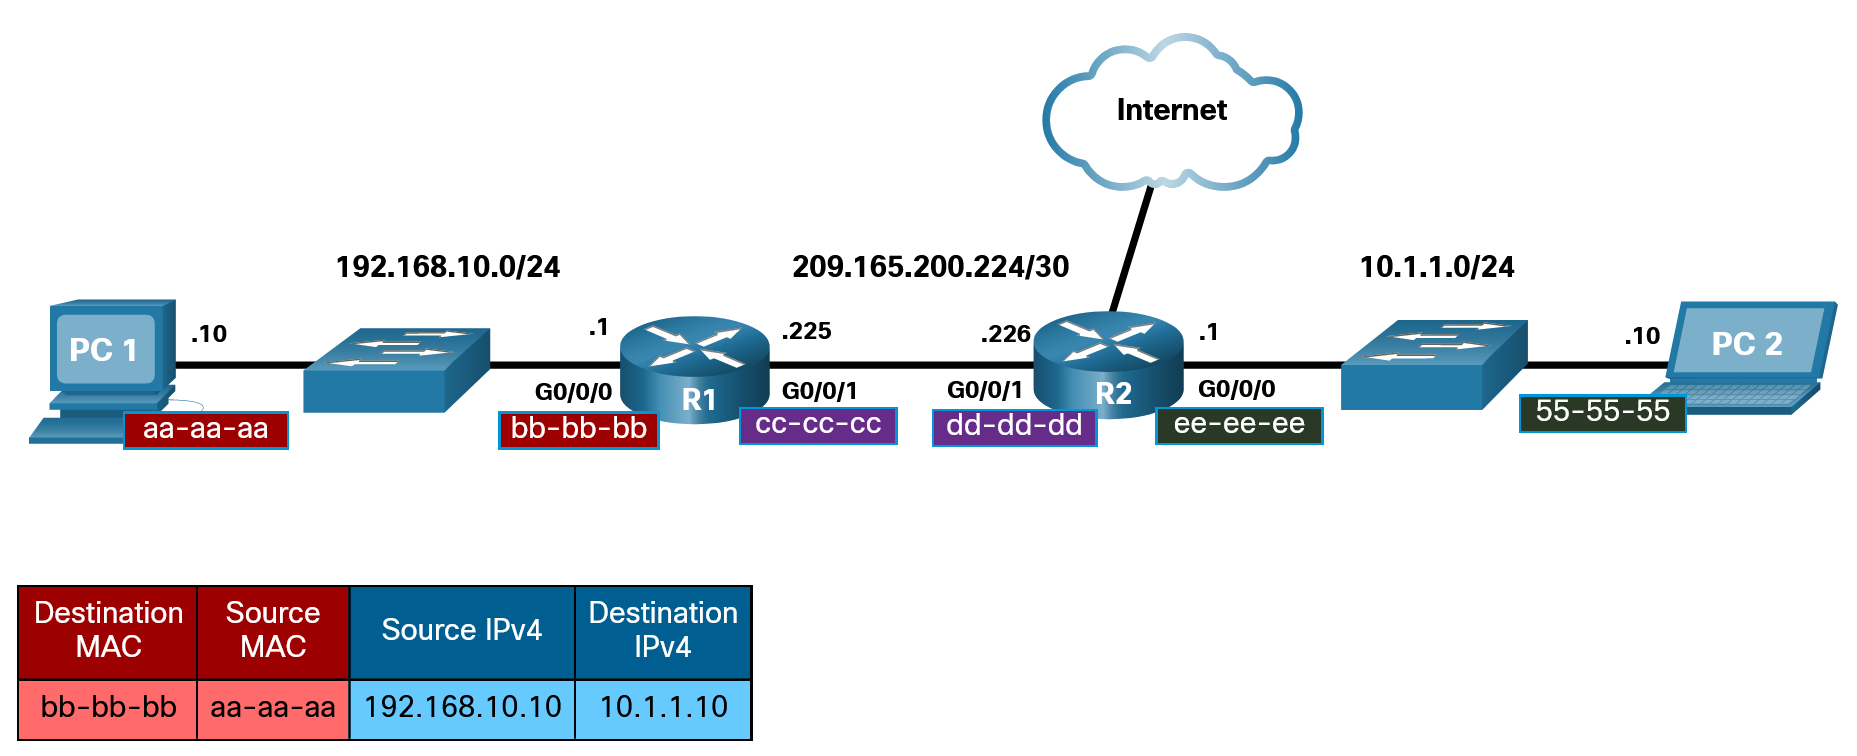 Internet
192.168.10.0/24
209.165.200.224/30
10.1.1.0/24
PC 1
.10
.1
R1
.225
.226
R2
.1
.10
PC 2
G0/0/0
G0/0/1
G0/0/1
G0/0/0
aa-aa-aa
bb-bb-bb
cc-cc-cc
dd-dd-dd
ee-ee-ee
55-55-55
Destination
MAC
Source
MAC
Source IPv4
Destination
IPv4
bb-bb-bb
aa-aa-aa
192.168.10.10
10.1.1.10